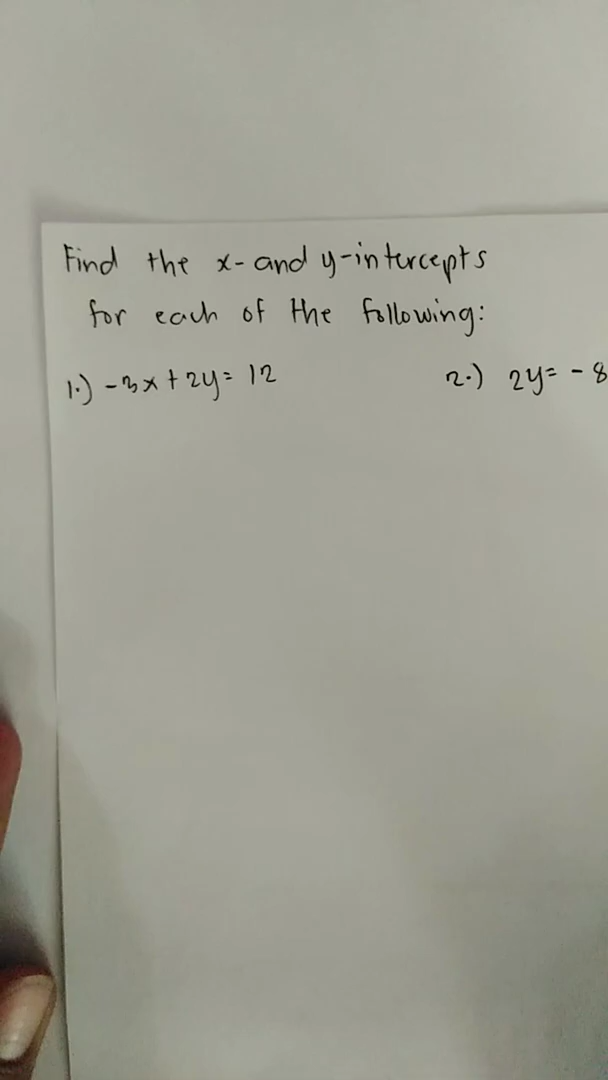 Find the x- and y-intercepts
for each of the following:
1.) -3x + 2y = 12 2.) 2y = - 8